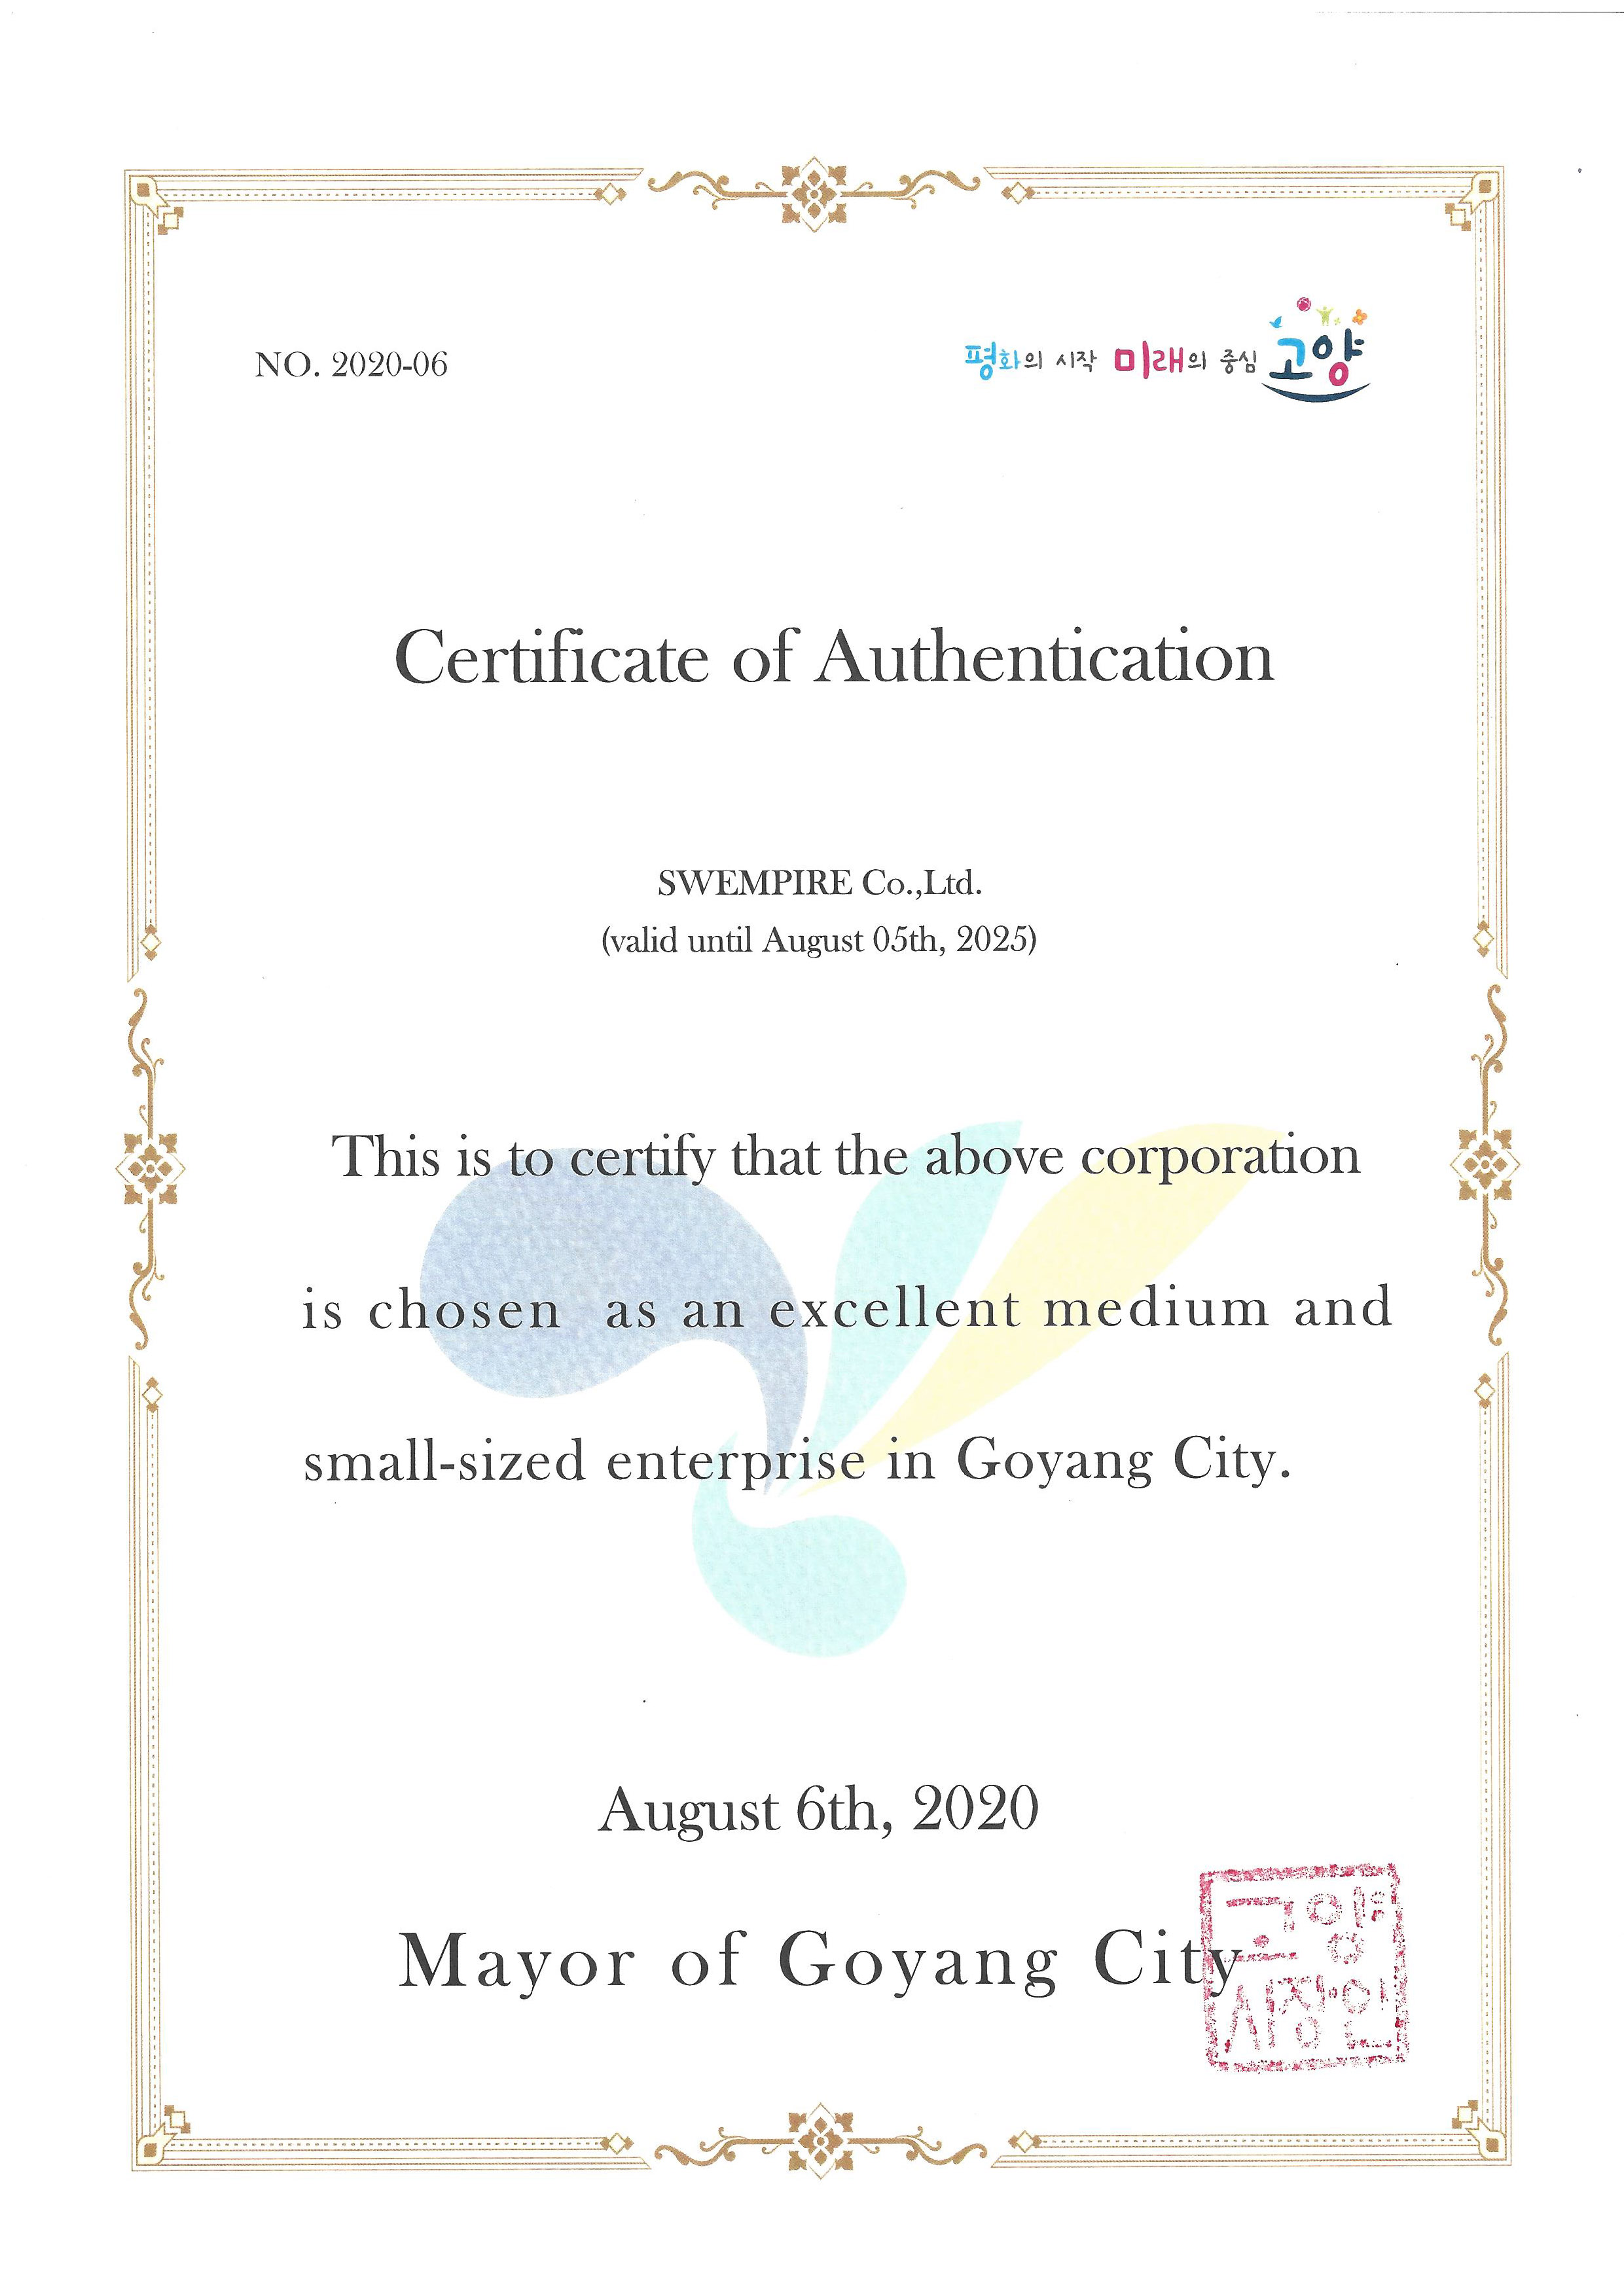 NO. 2020-06
평화의 시작 미래의 중심 고양
Certificate of Authentication
SWEMPIRE Co.,Ltd.
(valid until August 05th, 2025)
This is to certify that the above corporation
is chosen as an excellent medium and
small-sized enterprise in Goyang City.
August 6th, 2020
Mayor of Goyang City
고양
시장인